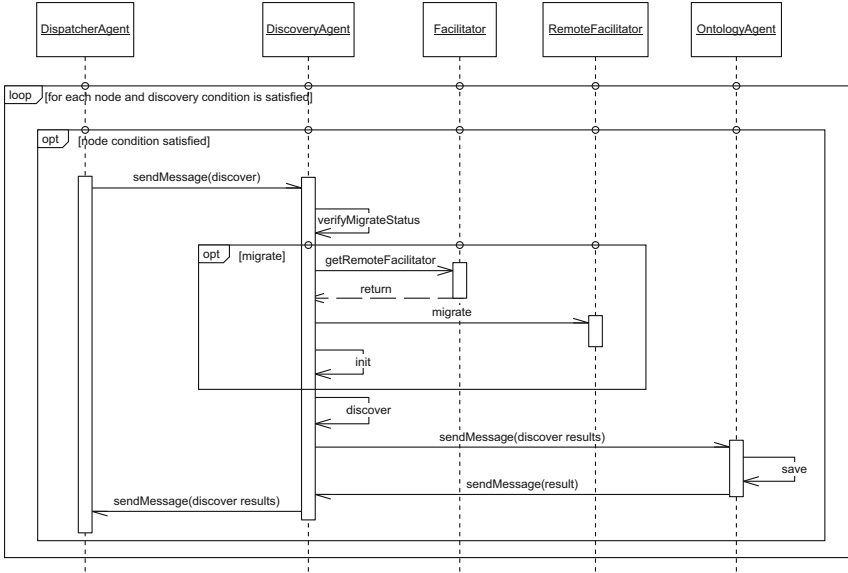 DispatcherAgent
DiscoveryAgent
Facilitator
RemoteFacilitator
OntologyAgent
loop
[for each node and discovery condition is satisfied]
opt
[node condition satisfied]
sendMessage(discover)
verifyMigrateStatus
opt
[migrate]
getRemoteFacilitator
return
migrate
init
discover
sendMessage(discover results)
save
sendMessage(result)
sendMessage(discover results)